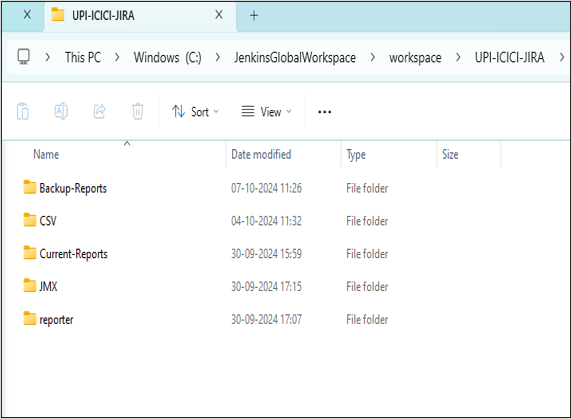 UPI-ICICI-JIRA
This PC > Windows (C:) > JenkinsGlobalWorkspace > workspace > UPI-ICICI-JIRA >
Sort View ...
Name Date modified Type Size
Backup-Reports 07-10-2024 11:26 File folder
CSV 04-10-2024 11:32 File folder
Current-Reports 30-09-2024 15:59 File folder
JMX 30-09-2024 17:15 File folder
reporter 30-09-2024 17:07 File folder